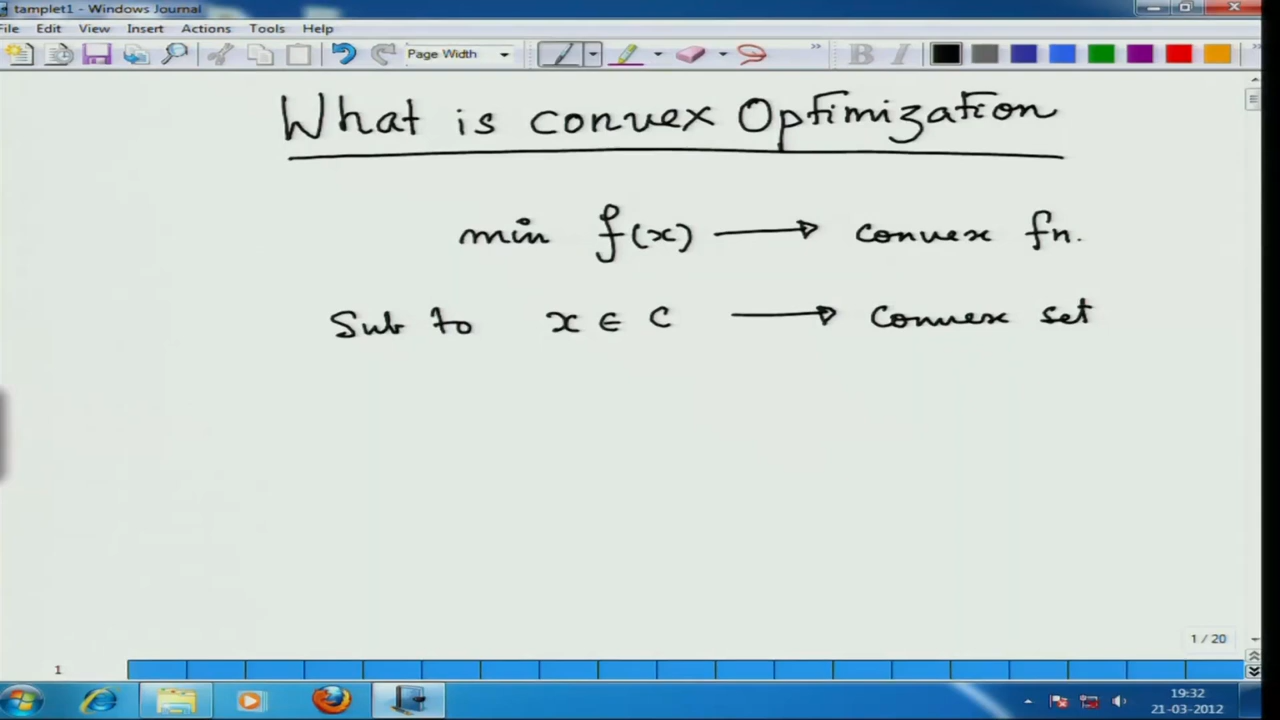 tamplet1 - Windows Journal
File Edit View Insert Actions Tools Help
Page Width
B I
What is convex Optimization
min f(x) → convex fn.
Sub to x ∈ C → Convex set
1 / 20
1
19:32
21-03-2012